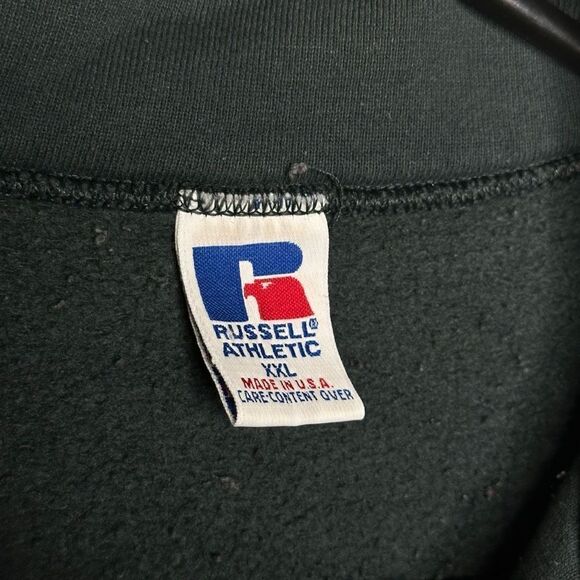 RUSSELL®
ATHLETIC
XXL
MADE IN U.S.A.
CARE-CONTENT OVER